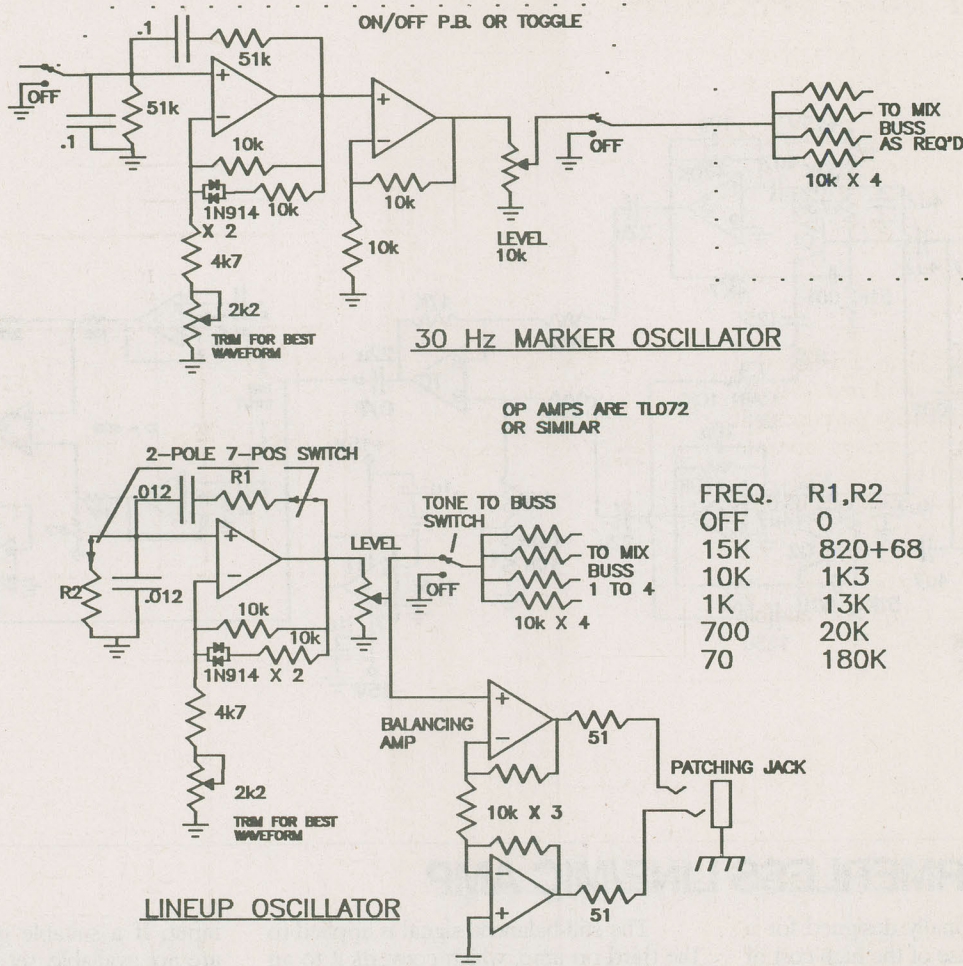 ON/OFF P.B. OR TOGGLE
.1
51k
OFF
51k
.1
10k
1N914
X 2
10k
4k7
2k2
TRIM FOR BEST
WAVEFORM
10k
10k
LEVEL
10k
OFF
TO MIX
BUSS
AS REQ'D
10k X 4
30 Hz MARKER OSCILLATOR
OP AMPS ARE TL072
OR SIMILAR
2-POLE 7-POS SWITCH
.012
R1
R2
.012
10k
10k
1N914 X 2
4k7
2k2
TRIM FOR BEST
WAVEFORM
LEVEL
TONE TO BUSS
SWITCH
OFF
TO MIX
BUSS
1 TO 4
10k X 4
FREQ. R1,R2
OFF 0
15K 820+68
10K 1K3
1K 13K
700 20K
70 180K
BALANCING
AMP
51
10k X 3
51
PATCHING JACK
LINEUP OSCILLATOR